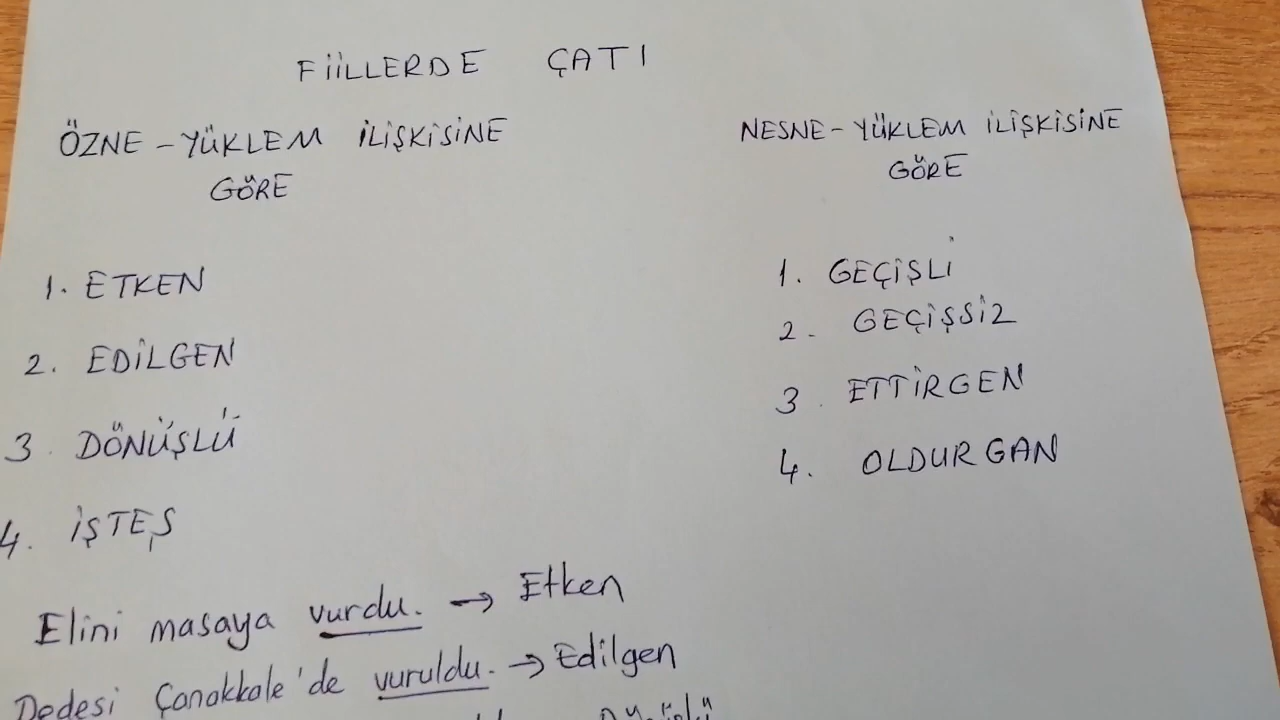 FİİLLERDE ÇATI
ÖZNE - YÜKLEM İLİŞKİSİNE
GÖRE
1. ETKEN
2. EDİLGEN
3. DÖNÜŞLÜ
4. İŞTEŞ
NESNE - YÜKLEM İLİŞKİSİNE
GÖRE
1. GEÇİŞLİ
2. GEÇİŞSİZ
3. ETTİRGEN
4. OLDURGAN
Elini masaya vurdu. → Etken
Dedesi Çanakkale'de vuruldu. → Edilgen